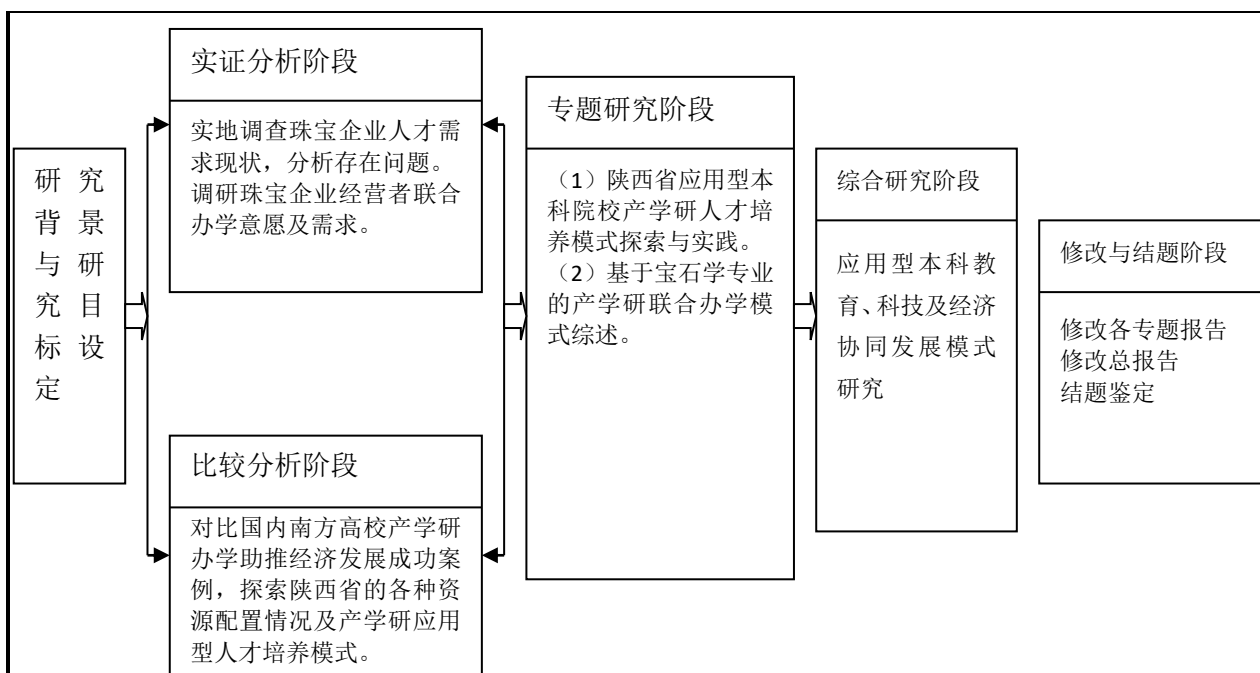 研究
背景
与研
究目
标设
定
实证分析阶段
实地调查珠宝企业人才需
求现状，分析存在问题。
调研珠宝企业经营者联合
办学意愿及需求。
比较分析阶段
对比国内南方高校产学研
办学助推经济发展成功案
例，探索陕西省的各种资
源配置情况及产学研应用
型人才培养模式。
专题研究阶段
（1）陕西省应用型本
科院校产学研人才培
养模式探索与实践。
（2）基于宝石学专业
的产学研联合办学模
式综述。
综合研究阶段
应用型本科教
育、科技及经济
协同发展模式
研究
修改与结题阶段
修改各专题报告
修改总报告
结题鉴定